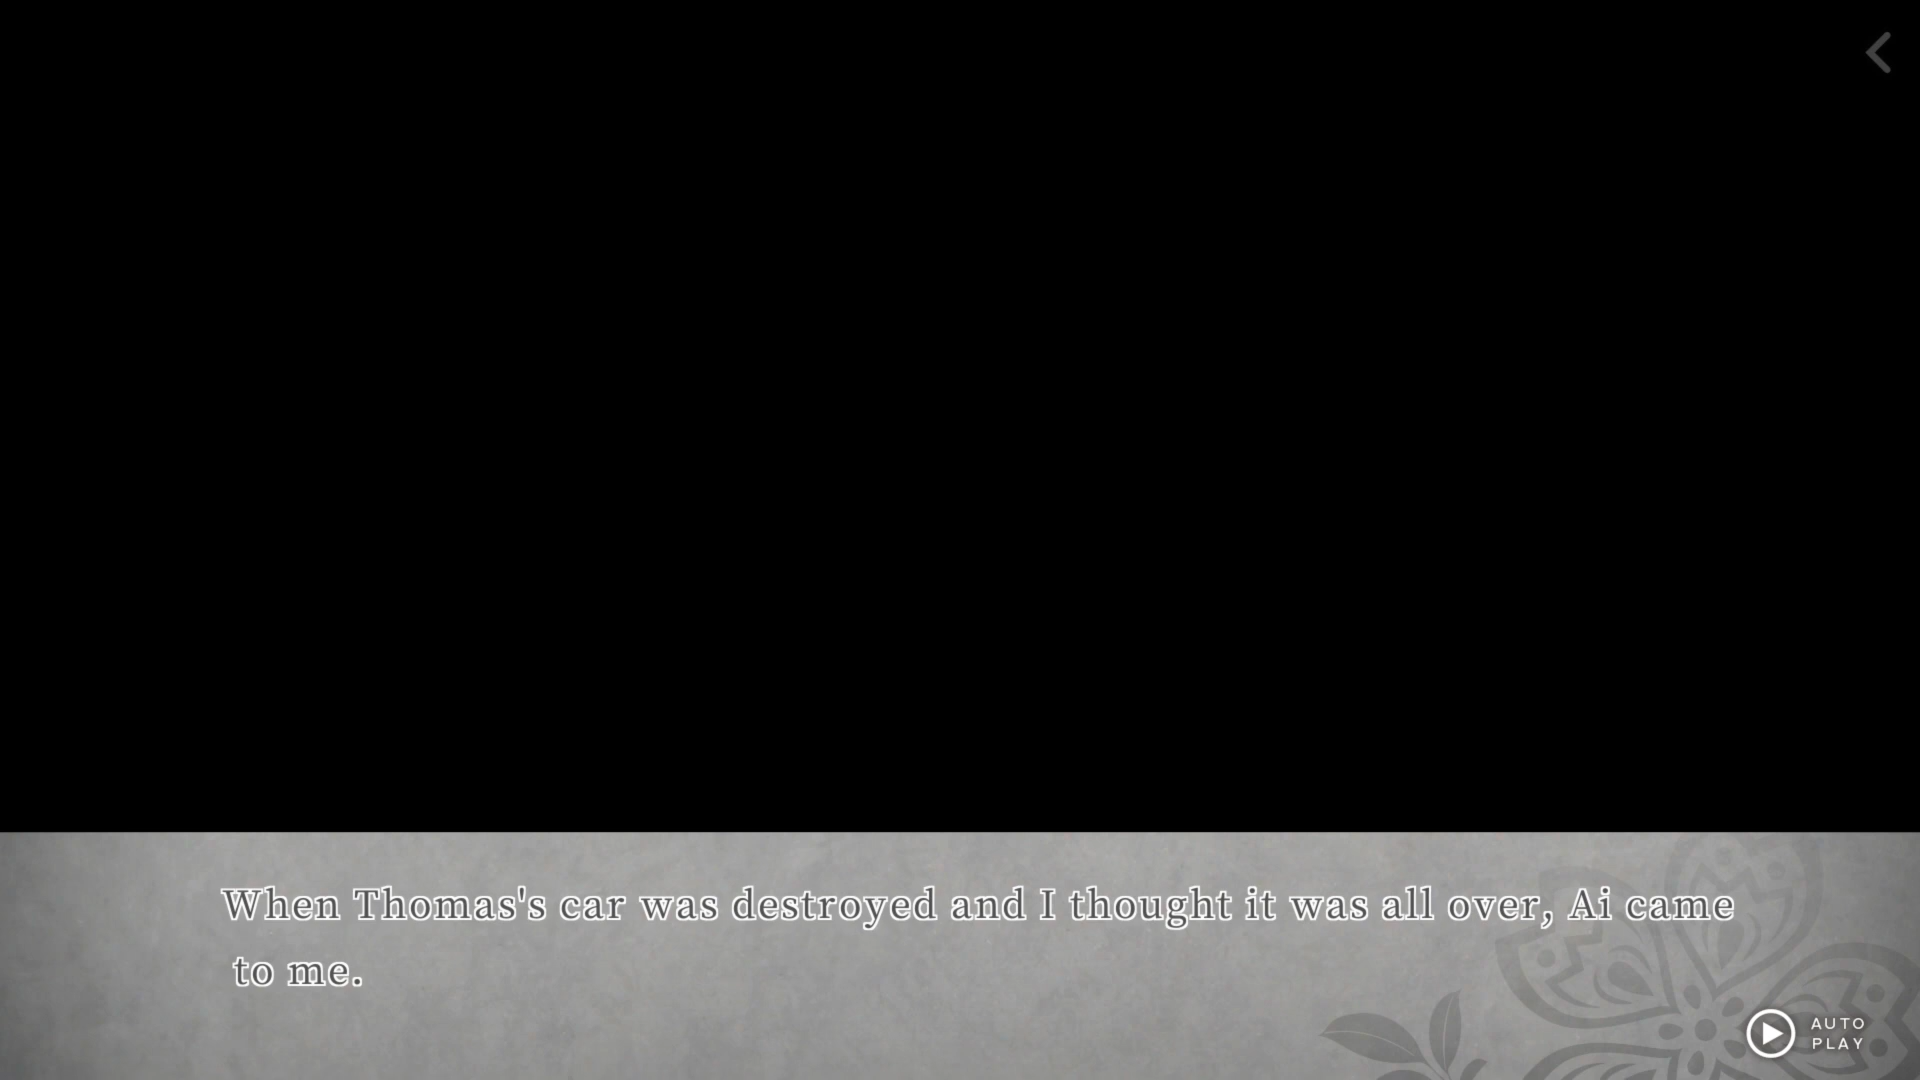 When Thomas's car was destroyed and I thought it was all over, Ai came
to me.
AUTO
PLAY